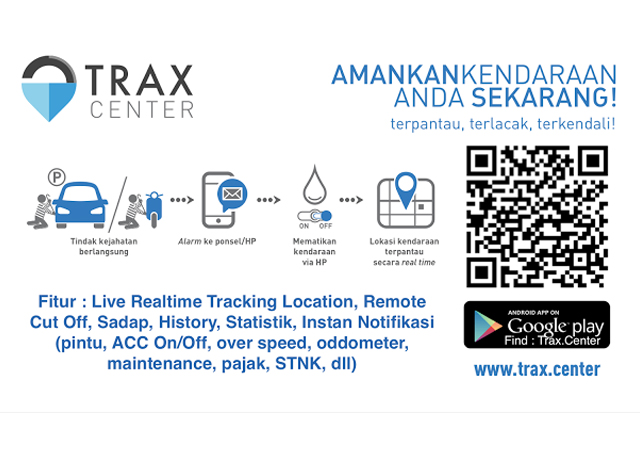 TRAX
CENTER
AMANKANKENDARAAN
ANDA SEKARANG!
terpantau, terlacak, terkendali!
P
ON OFF
Tindak kejahatan
berlangsung
Alarm ke ponsel/HP
Mematikan
kendaraan
via HP
Lokasi kendaraan
terpantau
secara real time
Fitur : Live Realtime Tracking Location, Remote
Cut Off, Sadap, History, Statistik, Instan Notifikasi
(pintu, ACC On/Off, over speed, oddometer,
maintenance, pajak, STNK, dll)
ANDROID APP ON
Google play
Find : Trax.Center
www.trax.center